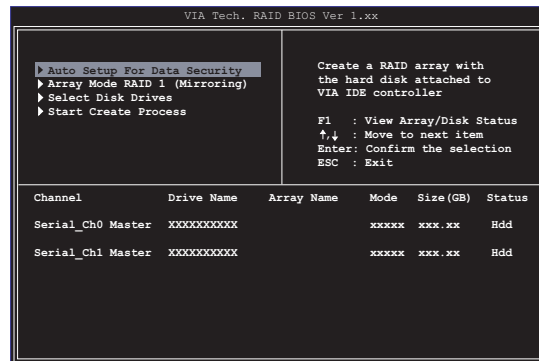 VIA Tech. RAID BIOS Ver 1.xx
Auto Setup For Data Security
Array Mode RAID 1 (Mirroring)
Select Disk Drives
Start Create Process
Create a RAID array with
the hard disk attached to
VIA IDE controller
F1 : View Array/Disk Status
↑,↓ : Move to next item
Enter: Confirm the selection
ESC : Exit
Channel Drive Name Array Name Mode Size(GB) Status
Serial_Ch0 Master XXXXXXXXXX xxxxx xxx.xx Hdd
Serial_Ch1 Master XXXXXXXXXX xxxxx xxx.xx Hdd